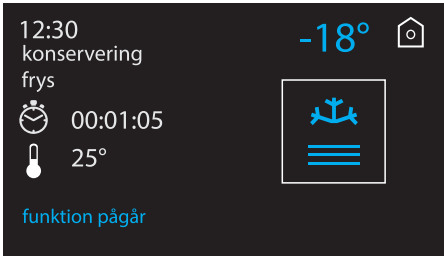 12:30
-18°
konservering
frys
00:01:05
25°
funktion pågår